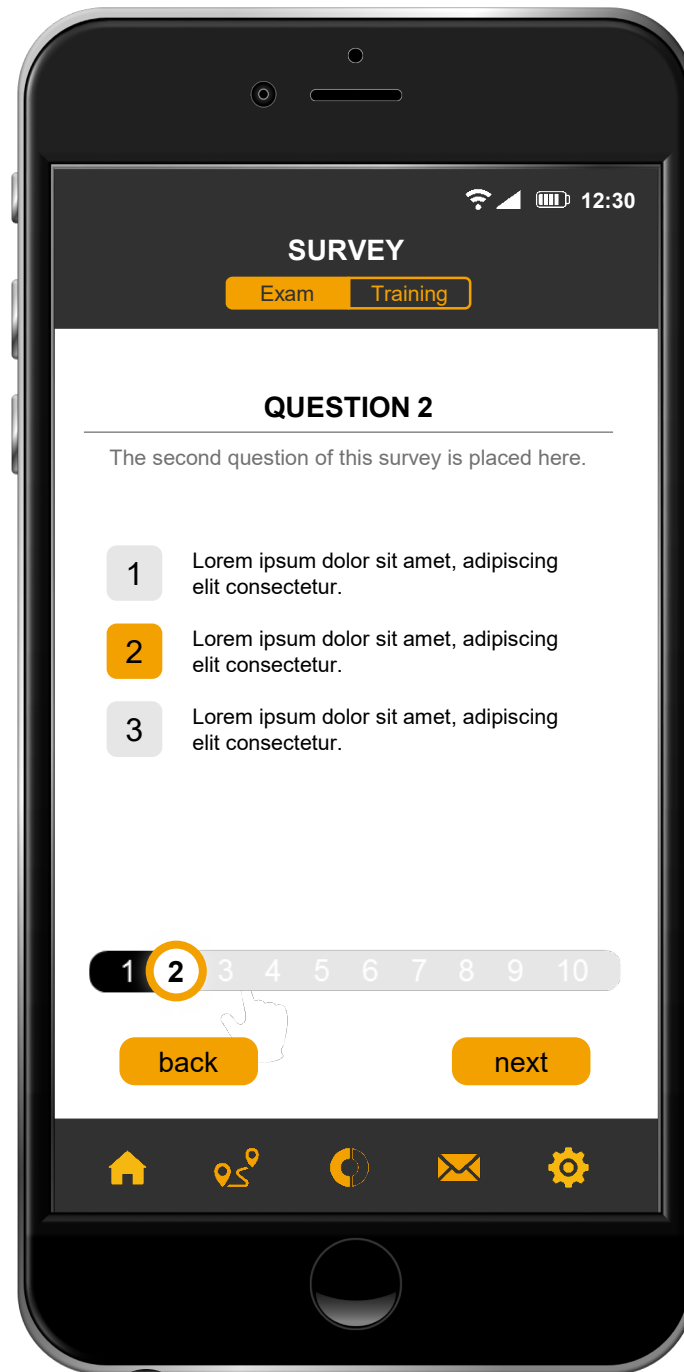 12:30
SURVEY
Exam Training
QUESTION 2
The second question of this survey is placed here.
1 Lorem ipsum dolor sit amet, adipiscing
elit consectetur.
2 Lorem ipsum dolor sit amet, adipiscing
elit consectetur.
3 Lorem ipsum dolor sit amet, adipiscing
elit consectetur.
1 2 3 4 5 6 7 8 9 10
back next